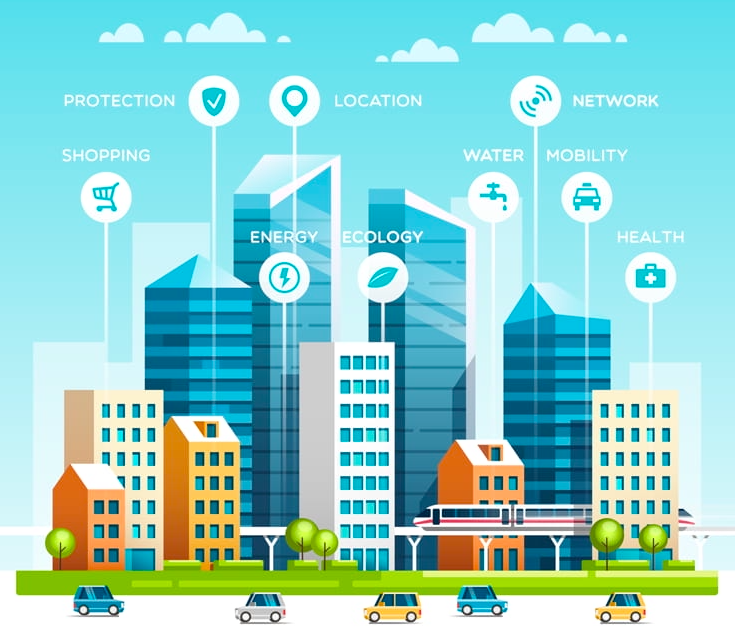 PROTECTION
LOCATION
NETWORK
SHOPPING
WATER
MOBILITY
ENERGY
ECOLOGY
HEALTH